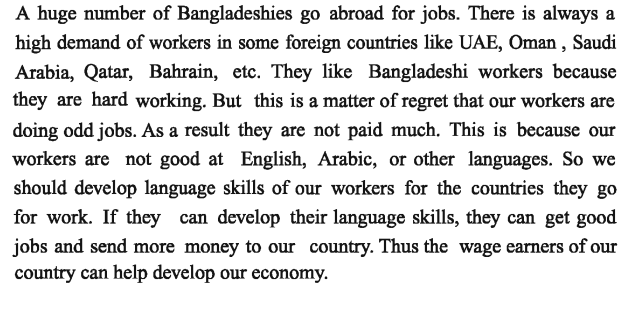 A huge number of Bangladeshies go abroad for jobs. There is always a
high demand of workers in some foreign countries like UAE, Oman , Saudi
Arabia, Qatar, Bahrain, etc. They like Bangladeshi workers because
they are hard working. But this is a matter of regret that our workers are
doing odd jobs. As a result they are not paid much. This is because our
workers are not good at English, Arabic, or other languages. So we
should develop language skills of our workers for the countries they go
for work. If they can develop their language skills, they can get good
jobs and send more money to our country. Thus the wage earners of our
country can help develop our economy.